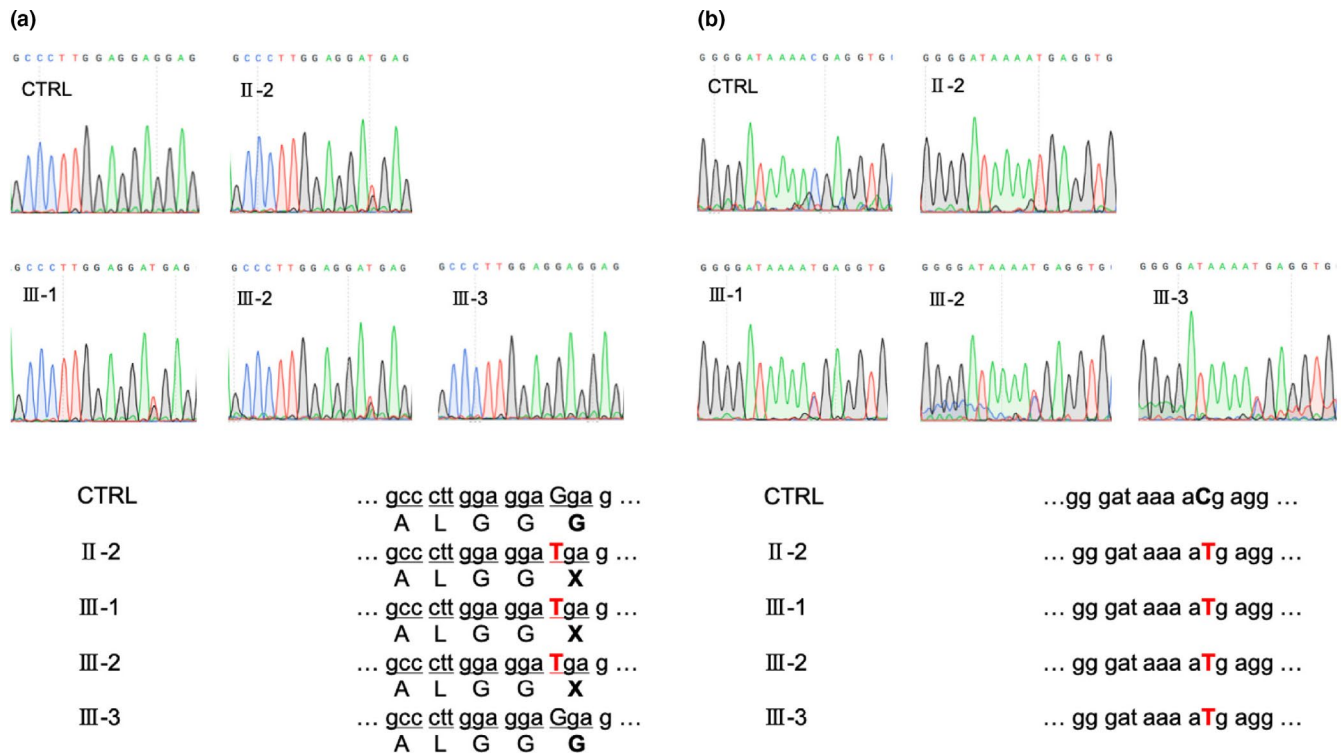 (a)
GCCCTTGGAGGAGGAG
CTRL
GCCCTTGGAGGATGAG
Ⅱ-2
GCCCTTGGAGGATGAG
Ⅲ-1
GCCCTTGGAGGATGAG
Ⅲ-2
GCCCTTGGAGGAGGAG
Ⅲ-3
CTRL … gcc ctt gga gga Gga g …
A L G G G
Ⅱ-2 … gcc ctt gga gga Tga g …
A L G G X
Ⅲ-1 … gcc ctt gga gga Tga g …
A L G G X
Ⅲ-2 … gcc ctt gga gga Tga g …
A L G G X
Ⅲ-3 … gcc ctt gga gga Gga g …
A L G G G
(b)
GGGGATAAAACGAGGTG
CTRL
GGGGATAAAATGAGGTG
Ⅱ-2
GGGGATAAAATGAGGTG
Ⅲ-1
GGGGATAAAATGAGGTG
Ⅲ-2
GGGGATAAAATGAGGTG
Ⅲ-3
CTRL …gg gat aaa aCg agg …
Ⅱ-2 … gg gat aaa aTg agg …
Ⅲ-1 … gg gat aaa aTg agg …
Ⅲ-2 … gg gat aaa aTg agg …
Ⅲ-3 … gg gat aaa aTg agg …